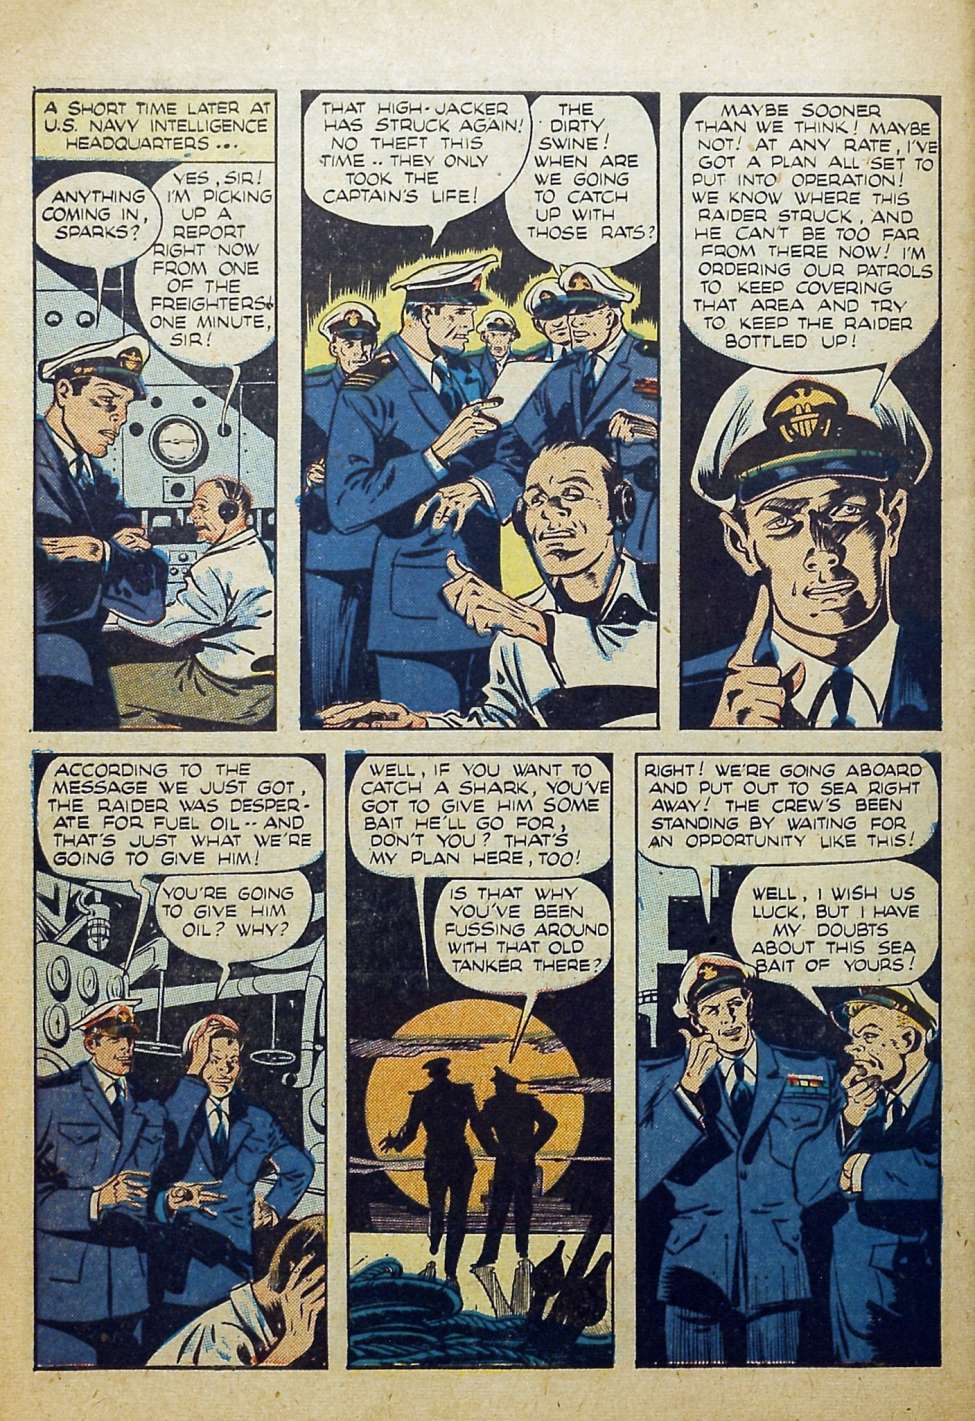 A SHORT TIME LATER AT
U.S. NAVY INTELLIGENCE
HEADQUARTERS...
ANYTHING
COMING IN,
SPARKS?
YES, SIR!
I'M PICKING
UP A
REPORT
RIGHT NOW
FROM ONE
OF THE
FREIGHTERS.
ONE MINUTE,
SIR!
THAT HIGH-JACKER
HAS STRUCK AGAIN!
NO THEFT THIS
TIME -- THEY ONLY
TOOK THE
CAPTAIN'S LIFE!
THE
DIRTY
SWINE!
WHEN ARE
WE GOING
TO CATCH
UP WITH
THOSE RATS?
MAYBE SOONER
THAN WE THINK! MAYBE
NOT! AT ANY RATE, I'VE
GOT A PLAN ALL SET TO
PUT INTO OPERATION!
WE KNOW WHERE THIS
RAIDER STRUCK, AND
HE CAN'T BE TOO FAR
FROM THERE NOW! I'M
ORDERING OUR PATROLS
TO KEEP COVERING
THAT AREA AND TRY
TO KEEP THE RAIDER
BOTTLED UP!
ACCORDING TO THE
MESSAGE WE JUST GOT,
THE RAIDER WAS DESPER-
ATE FOR FUEL OIL -- AND
THAT'S JUST WHAT WE'RE
GOING TO GIVE HIM!
YOU'RE GOING
TO GIVE HIM
OIL? WHY?
WELL, IF YOU WANT TO
CATCH A SHARK, YOU'VE
GOT TO GIVE HIM SOME
BAIT HE'LL GO FOR,
DON'T YOU? THAT'S
MY PLAN HERE, TOO!
IS THAT WHY
YOU'VE BEEN
FUSSING AROUND
WITH THAT OLD
TANKER THERE?
RIGHT! WE'RE GOING ABOARD
AND PUT OUT TO SEA RIGHT
AWAY! THE CREW'S BEEN
STANDING BY WAITING FOR
AN OPPORTUNITY LIKE THIS!
WELL, I WISH US
LUCK, BUT I HAVE
MY DOUBTS
ABOUT THIS SEA
BAIT OF YOURS!